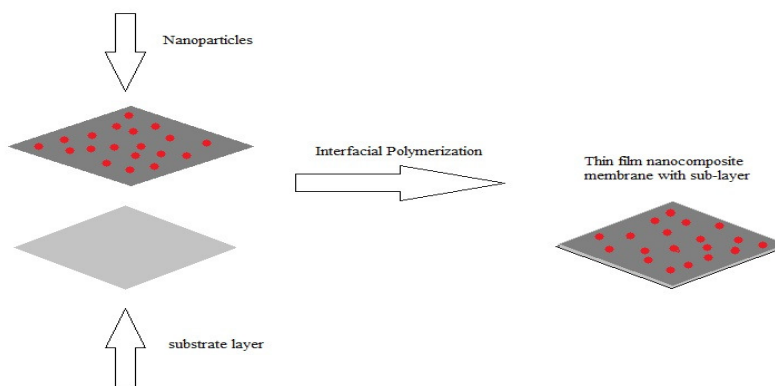 Nanoparticles
Interfacial Polymerization
Thin film nanocomposite
membrane with sub-layer
substrate layer